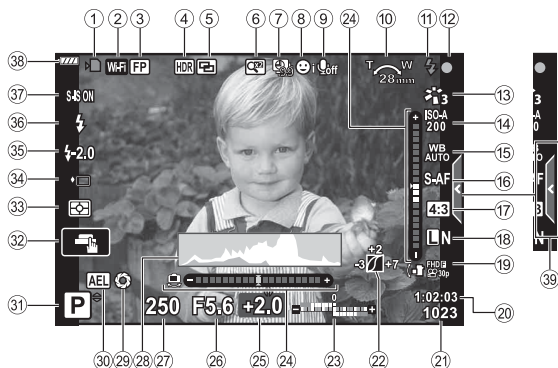 ① ② ③ ④ ⑤ ⑥ ⑦ ⑧ ⑨ ㉔ ⑩ ⑪ ⑫
Wi-Fi FP HDR i off T W
28mm
㊳
㊲ S-IS ON
㊱
㉟ -2.0
㉞
㉝
㉜
㉛ P
3 ⑬
ISO-A
200 ⑭
WB
AUTO ⑮
S-AF ⑯
4:3 ⑰
L N ⑱
FHD F
30p ⑲
1:02:03 ⑳
1023
+2
-3 +7
AEL
250 F5.6 +2.0
- 0 +
㉚ ㉙ ㉘ ㉗ ㉖ ㉕ ㉔ ㉓ ㉒ ㉑
㊴